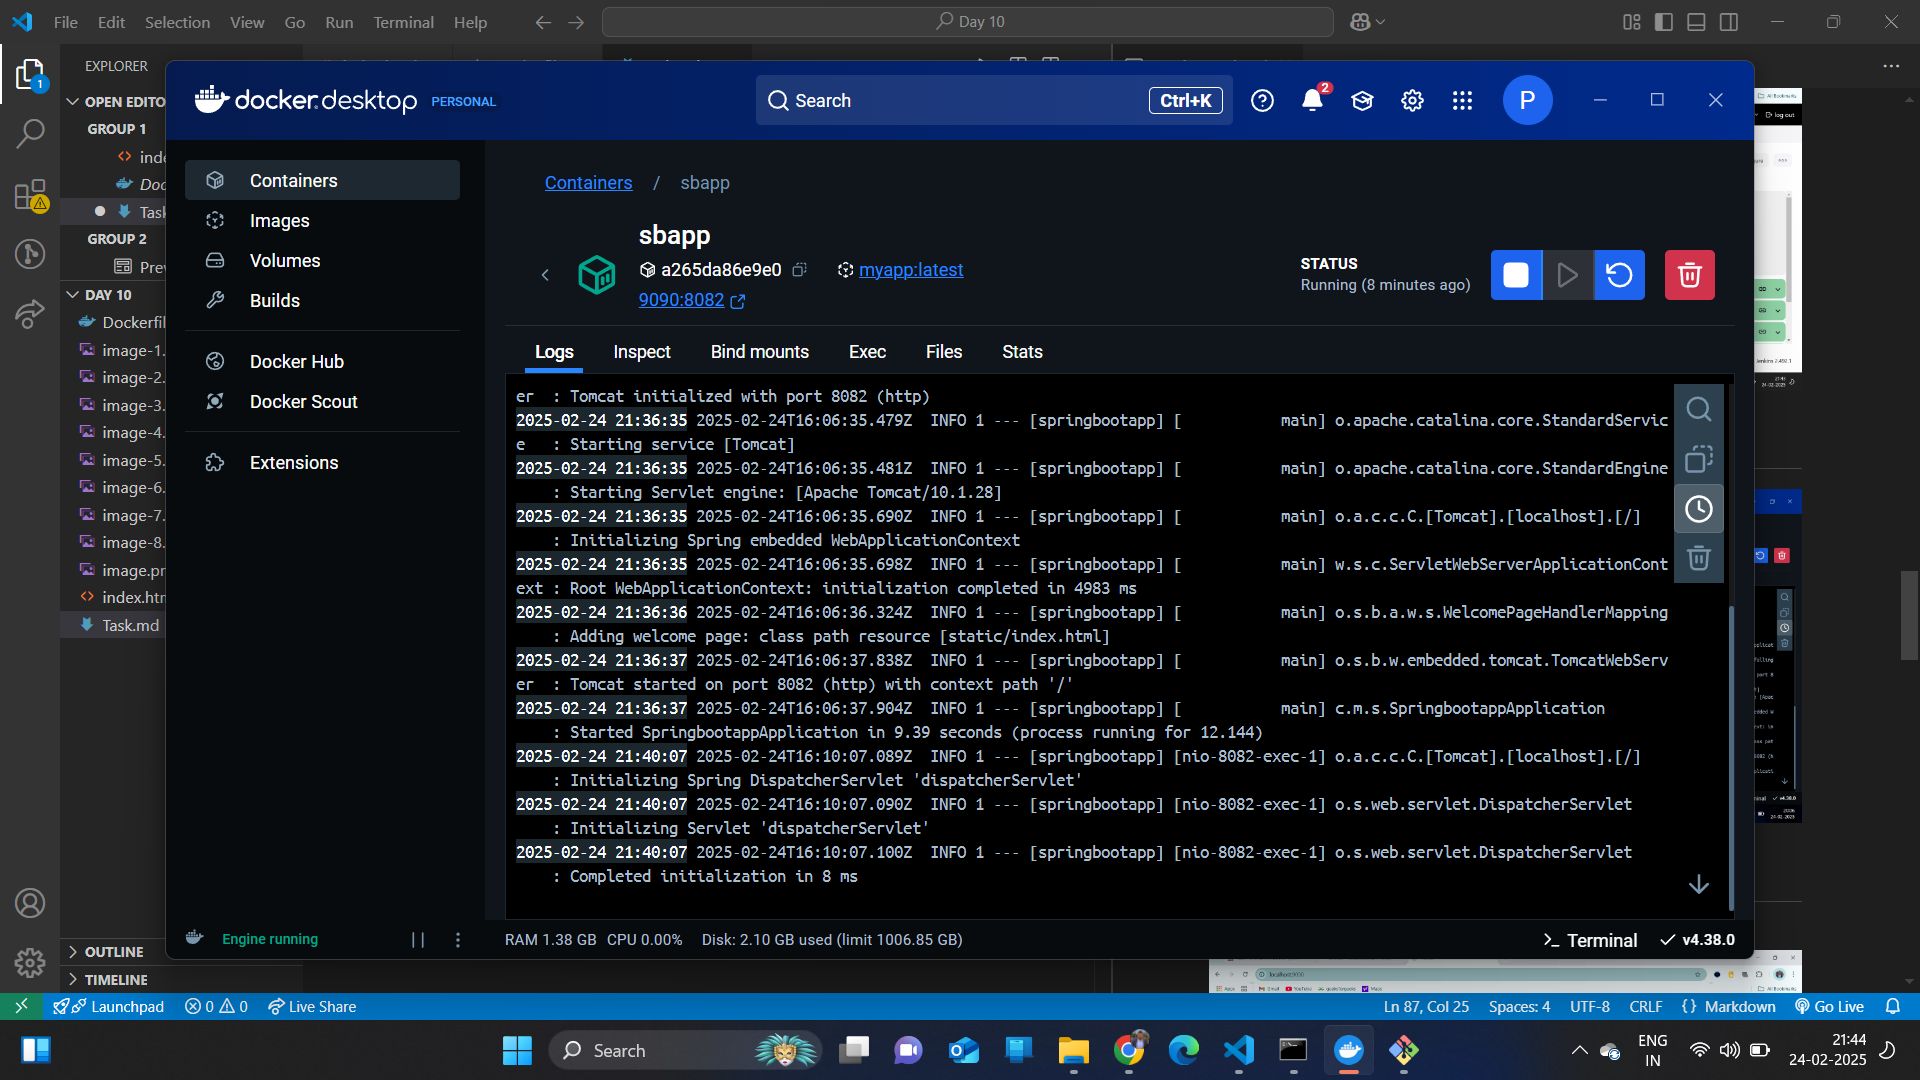 File Edit Selection View Go Run Terminal Help
Day 10
EXPLORER
OPEN EDITO
GROUP 1
inde
Doc
Task
GROUP 2
Prev
DAY 10
Dockerfil
image-1.
image-2.
image-3.
image-4.
image-5.
image-6.
image-7.
image-8.
image.pr
index.htm
Task.md
OUTLINE
TIMELINE
docker.desktop PERSONAL
Search Ctrl+K
2
P
Containers
Images
Volumes
Builds
Docker Hub
Docker Scout
Extensions
Containers / sbapp
sbapp
a265da86e9e0 myapp:latest
9090:8082
STATUS
Running (8 minutes ago)
Logs Inspect Bind mounts Exec Files Stats
er : Tomcat initialized with port 8082 (http)
2025-02-24 21:36:35 2025-02-24T16:06:35.479Z INFO 1 --- [springbootapp] [ main] o.apache.catalina.core.StandardServic
e : Starting service [Tomcat]
2025-02-24 21:36:35 2025-02-24T16:06:35.481Z INFO 1 --- [springbootapp] [ main] o.apache.catalina.core.StandardEngine
: Starting Servlet engine: [Apache Tomcat/10.1.28]
2025-02-24 21:36:35 2025-02-24T16:06:35.690Z INFO 1 --- [springbootapp] [ main] o.a.c.c.C.[Tomcat].[localhost].[/]
: Initializing Spring embedded WebApplicationContext
2025-02-24 21:36:35 2025-02-24T16:06:35.698Z INFO 1 --- [springbootapp] [ main] w.s.c.ServletWebServerApplicationCont
ext : Root WebApplicationContext: initialization completed in 4983 ms
2025-02-24 21:36:36 2025-02-24T16:06:36.324Z INFO 1 --- [springbootapp] [ main] o.s.b.a.w.s.WelcomePageHandlerMapping
: Adding welcome page: class path resource [static/index.html]
2025-02-24 21:36:37 2025-02-24T16:06:37.838Z INFO 1 --- [springbootapp] [ main] o.s.b.w.embedded.tomcat.TomcatWebServ
er : Tomcat started on port 8082 (http) with context path '/'
2025-02-24 21:36:37 2025-02-24T16:06:37.904Z INFO 1 --- [springbootapp] [ main] c.m.s.SpringbootappApplication
: Started SpringbootappApplication in 9.39 seconds (process running for 12.144)
2025-02-24 21:40:07 2025-02-24T16:10:07.089Z INFO 1 --- [springbootapp] [nio-8082-exec-1] o.a.c.c.C.[Tomcat].[localhost].[/]
: Initializing Spring DispatcherServlet 'dispatcherServlet'
2025-02-24 21:40:07 2025-02-24T16:10:07.090Z INFO 1 --- [springbootapp] [nio-8082-exec-1] o.s.web.servlet.DispatcherServlet
: Initializing Servlet 'dispatcherServlet'
2025-02-24 21:40:07 2025-02-24T16:10:07.100Z INFO 1 --- [springbootapp] [nio-8082-exec-1] o.s.web.servlet.DispatcherServlet
: Completed initialization in 8 ms
Engine running
RAM 1.38 GB CPU 0.00% Disk: 2.10 GB used (limit 1006.85 GB)
Terminal v4.38.0
Launchpad 0 0 Live Share
Ln 87, Col 25 Spaces: 4 UTF-8 CRLF {} Markdown Go Live
Search
ENG
IN
21:44
24-02-2025